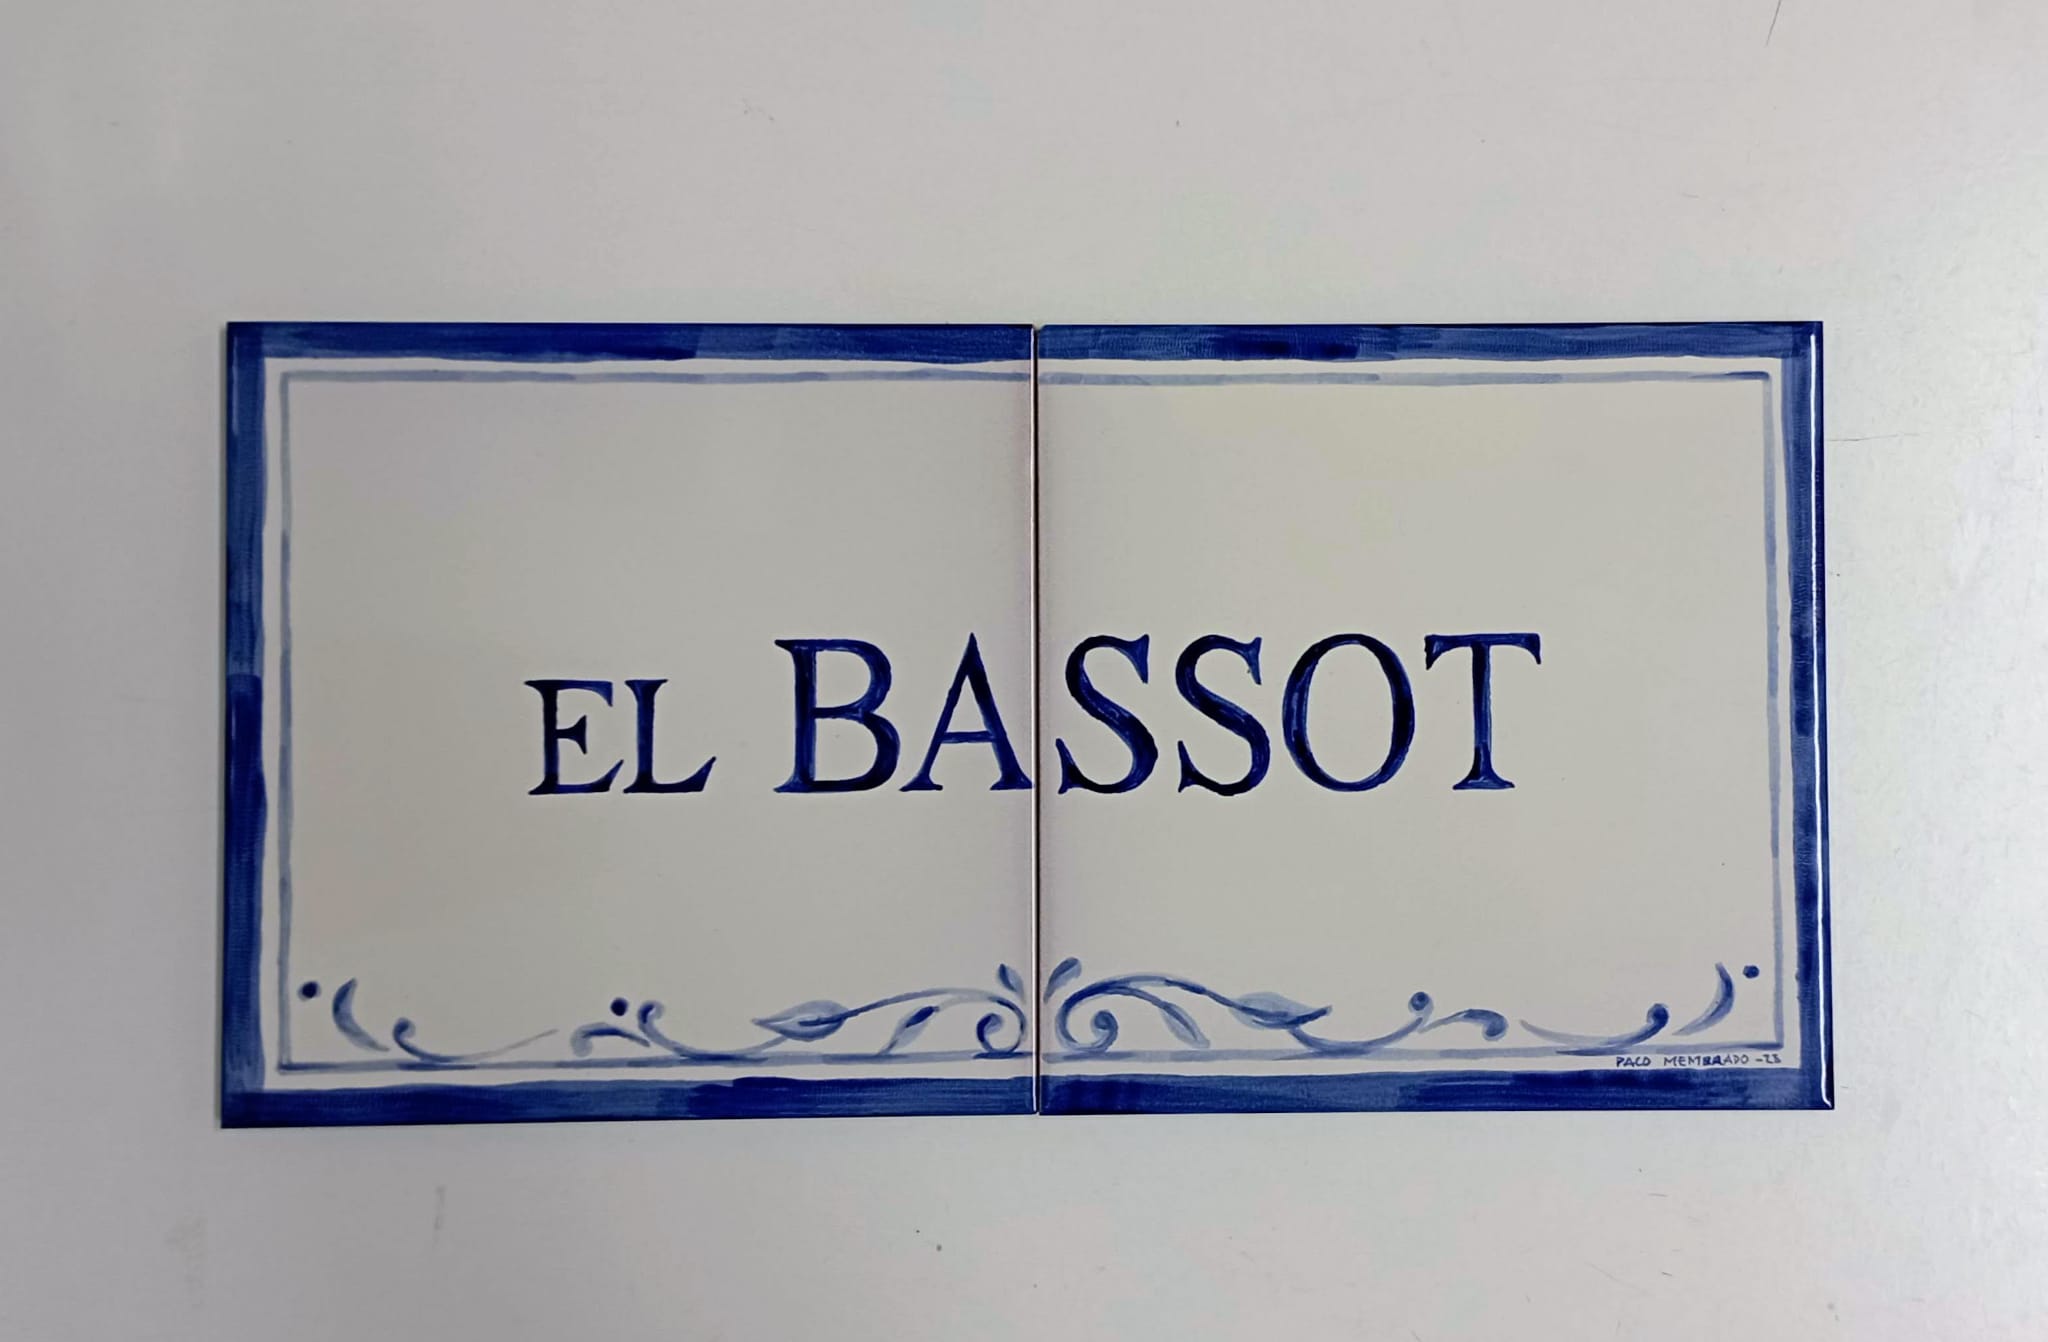 EL BASSOT
PACO MEMBRADO -23